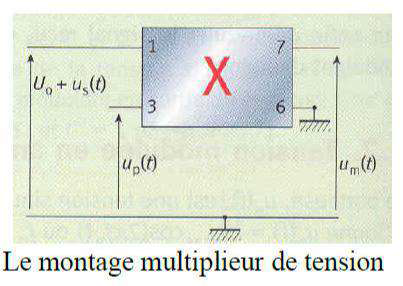 1 7
U₀ + uₛ(t)
X
3 6
uₚ(t)
uₘ(t)
Le montage multiplieur de tension